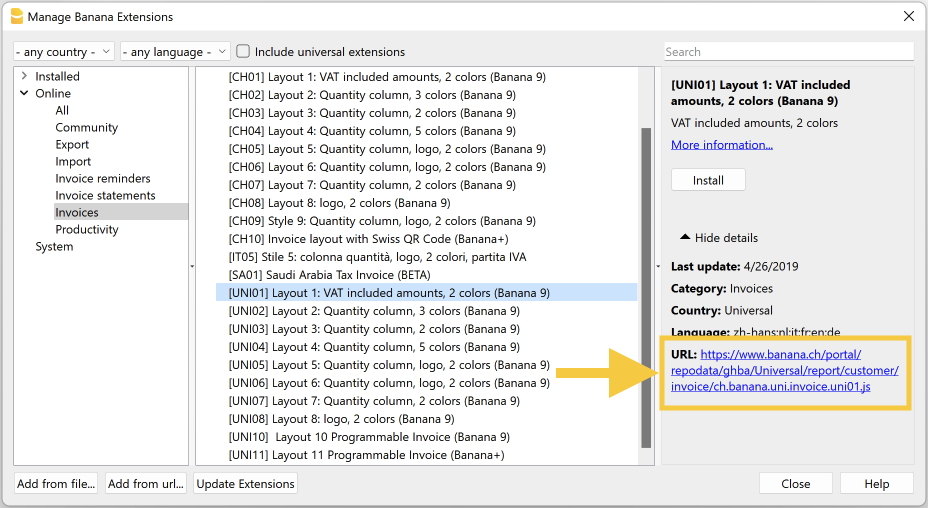 Manage Banana Extensions
- any country -
- any language -
Include universal extensions
Search
Installed
Online
All
Community
Export
Import
Invoice reminders
Invoice statements
Invoices
Productivity
System
[CH01] Layout 1: VAT included amounts, 2 colors (Banana 9)
[CH02] Layout 2: Quantity column, 3 colors (Banana 9)
[CH03] Layout 3: Quantity column, 2 colors (Banana 9)
[CH04] Layout 4: Quantity column, 5 colors (Banana 9)
[CH05] Layout 5: Quantity column, logo, 2 colors (Banana 9)
[CH06] Layout 6: Quantity column, logo, 2 colors (Banana 9)
[CH07] Layout 7: Quantity column, 2 colors (Banana 9)
[CH08] Layout 8: logo, 2 colors (Banana 9)
[CH09] Style 9: Quantity column, logo, 2 colors (Banana 9)
[CH10] Invoice layout with Swiss QR Code (Banana+)
[IT05] Stile 5: colonna quantità, logo, 2 colori, partita IVA
[SA01] Saudi Arabia Tax Invoice (BETA)
[UNI01] Layout 1: VAT included amounts, 2 colors (Banana 9)
[UNI02] Layout 2: Quantity column, 3 colors (Banana 9)
[UNI03] Layout 3: Quantity column, 2 colors (Banana 9)
[UNI04] Layout 4: Quantity column, 5 colors (Banana 9)
[UNI05] Layout 5: Quantity column, logo, 2 colors (Banana 9)
[UNI06] Layout 6: Quantity column, logo, 2 colors (Banana 9)
[UNI07] Layout 7: Quantity column, 2 colors (Banana 9)
[UNI08] Layout 8: logo, 2 colors (Banana 9)
[UNI10]  Layout 10 Programmable Invoice (Banana 9)
[UNI11] Layout 11 Programmable Invoice (Banana+)
[UNI01] Layout 1: VAT included
amounts, 2 colors (Banana 9)
VAT included amounts, 2 colors
More information...
Install
Hide details
Last update: 4/26/2019
Category: Invoices
Country: Universal
Language: zh-hans;nl;it;fr;en;de
URL: https://www.banana.ch/portal/
repodata/ghba/Universal/report/customer/
invoice/ch.banana.uni.invoice.uni01.js
Add from file...
Add from url...
Update Extensions
Close
Help